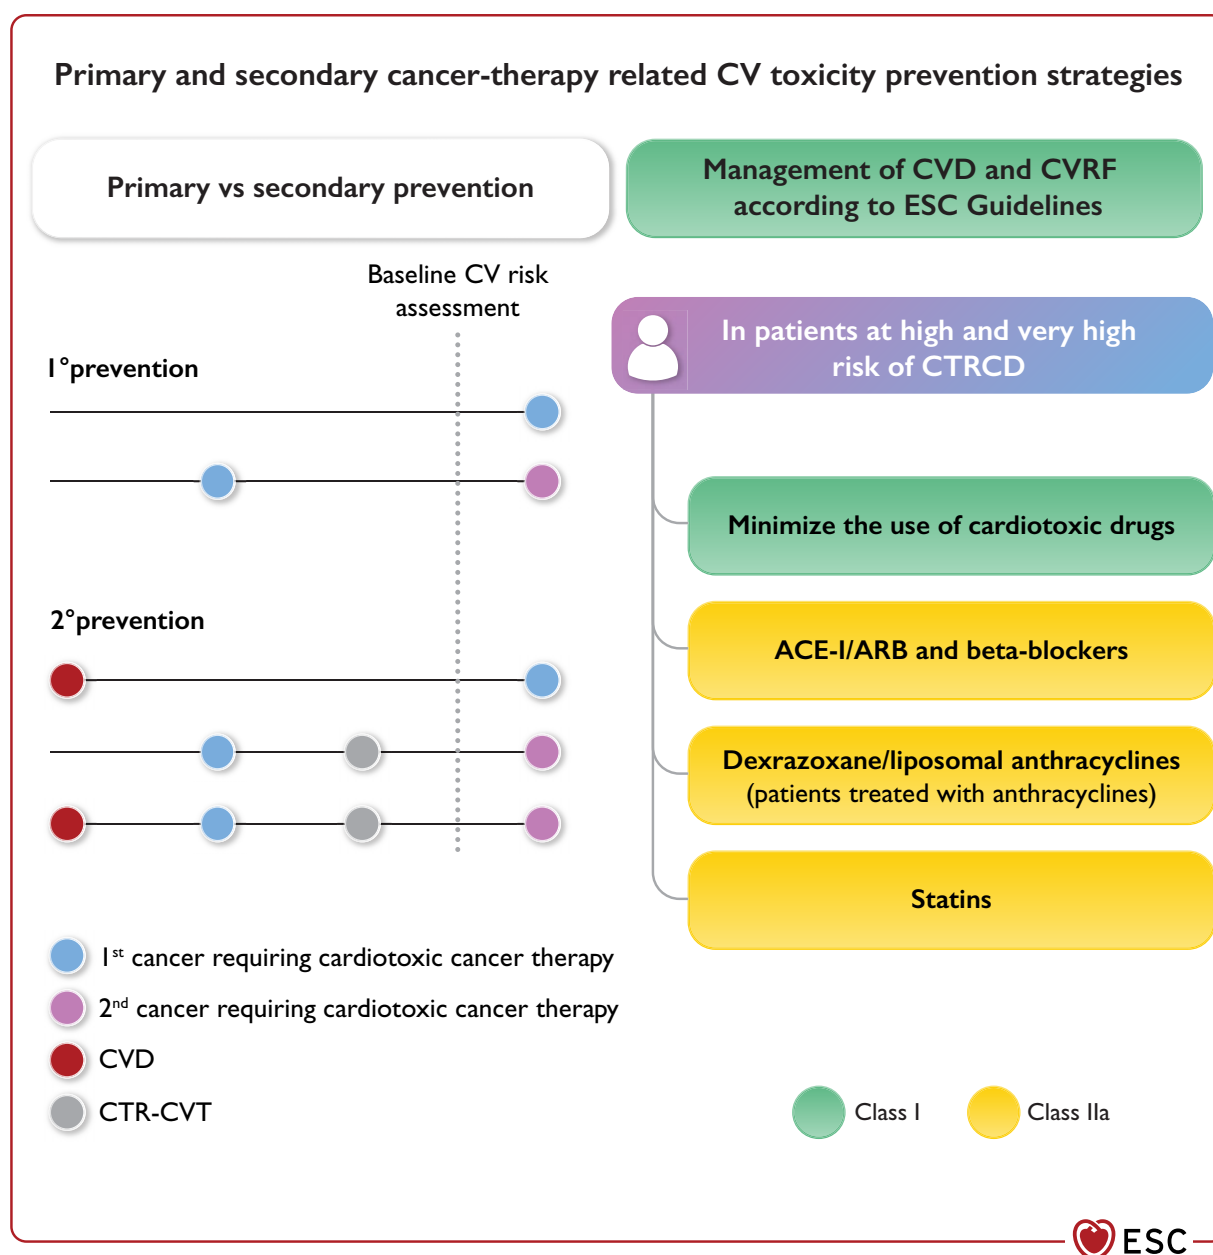 Primary and secondary cancer-therapy related CV toxicity prevention strategies
Primary vs secondary prevention
Baseline CV risk
assessment
1°prevention
2°prevention
1st cancer requiring cardiotoxic cancer therapy
2nd cancer requiring cardiotoxic cancer therapy
CVD
CTR-CVT
Management of CVD and CVRF
according to ESC Guidelines
In patients at high and very high
risk of CTRCD
Minimize the use of cardiotoxic drugs
ACE-I/ARB and beta-blockers
Dexrazoxane/liposomal anthracyclines
(patients treated with anthracyclines)
Statins
Class I
Class IIa
ESC